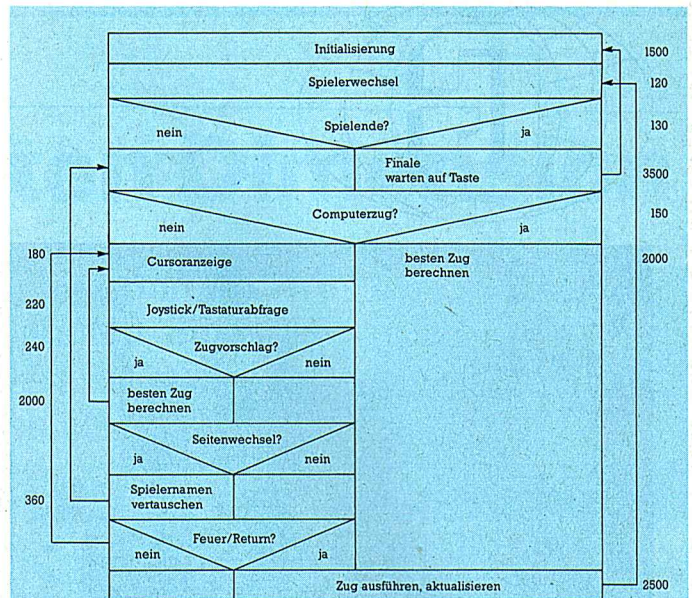 Initialisierung
1500
Spielerwechsel
120
Spielende?
nein
ja
130
Finale
warten auf Taste
3500
Computerzug?
nein
ja
150
180
Cursoranzeige
besten Zug
berechnen
2000
220
Joystick/Tastaturabfrage
240
Zugvorschlag?
ja
nein
2000
besten Zug
berechnen
Seitenwechsel?
ja
nein
360
Spielernamen
vertauschen
Feuer/Return?
nein
ja
Zug ausführen, aktualisieren
2500